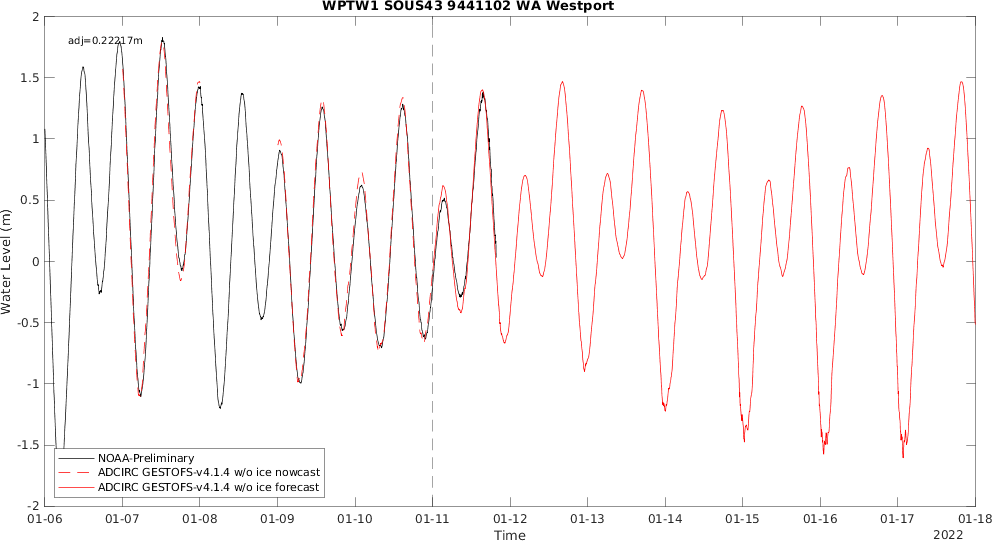 WPTW1 SOUS43 9441102 WA Westport
adj=0.22217m
Water Level (m)
2
1.5
1
0.5
0
-0.5
-1
-1.5
-2
NOAA-Preliminary
ADCIRC GESTOFS-v4.1.4 w/o ice nowcast
ADCIRC GESTOFS-v4.1.4 w/o ice forecast
01-06 01-07 01-08 01-09 01-10 01-11 01-12 01-13 01-14 01-15 01-16 01-17 01-18
Time
2022